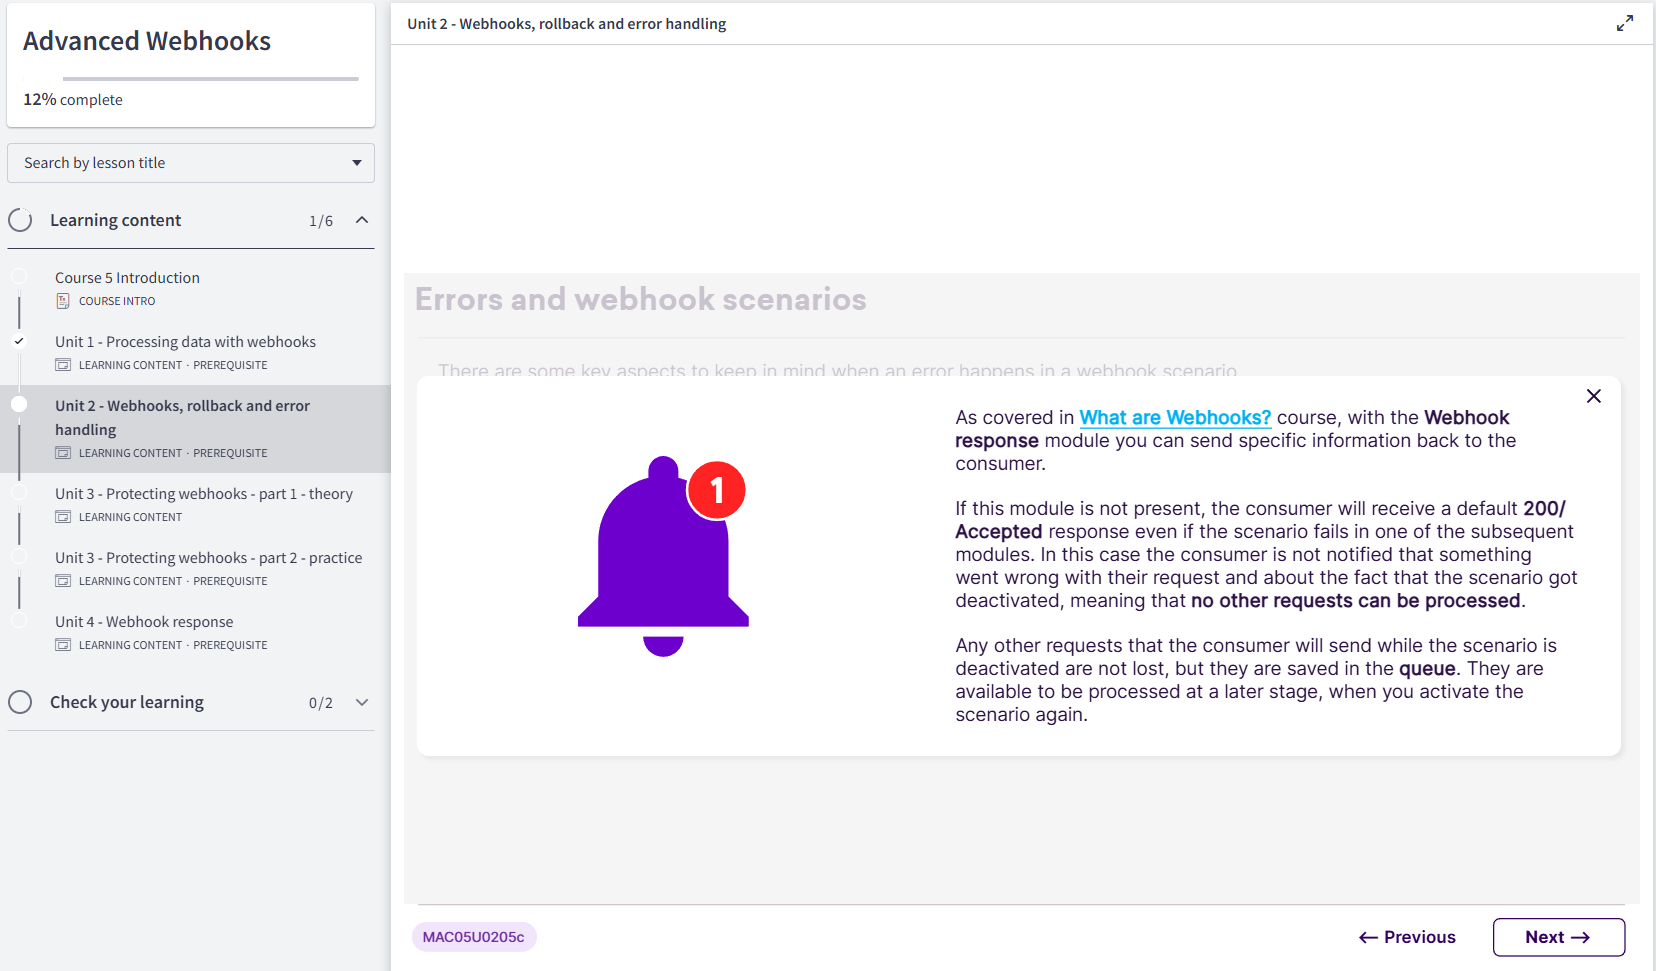 Advanced Webhooks
12% complete
Search by lesson title
Learning content 1/6
Course 5 Introduction
COURSE INTRO
Unit 1 - Processing data with webhooks
LEARNING CONTENT · PREREQUISITE
Unit 2 - Webhooks, rollback and error
handling
LEARNING CONTENT · PREREQUISITE
Unit 3 - Protecting webhooks - part 1 - theory
LEARNING CONTENT
Unit 3 - Protecting webhooks - part 2 - practice
LEARNING CONTENT · PREREQUISITE
Unit 4 - Webhook response
LEARNING CONTENT · PREREQUISITE
Check your learning 0/2
Unit 2 - Webhooks, rollback and error handling
Errors and webhook scenarios
There are some key aspects to keep in mind when an error happens in a webhook scenario
1
As covered in What are Webhooks? course, with the Webhook
response module you can send specific information back to the
consumer.
If this module is not present, the consumer will receive a default 200/
Accepted response even if the scenario fails in one of the subsequent
modules. In this case the consumer is not notified that something
went wrong with their request and about the fact that the scenario got
deactivated, meaning that no other requests can be processed.
Any other requests that the consumer will send while the scenario is
deactivated are not lost, but they are saved in the queue. They are
available to be processed at a later stage, when you activate the
scenario again.
MAC05U0205c
← Previous
Next →